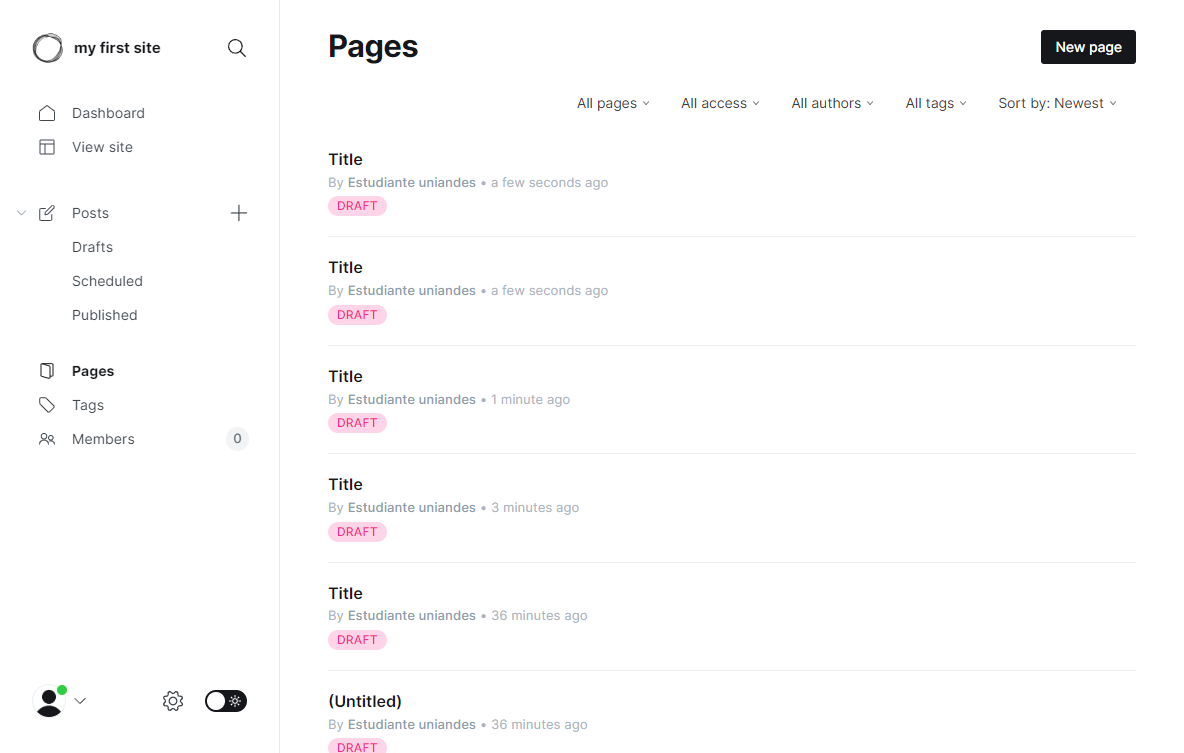 my first site
Dashboard
View site
Posts
Drafts
Scheduled
Published
Pages
Tags
Members
0
Pages
New page
All pages
All access
All authors
All tags
Sort by: Newest
Title
By Estudiante uniandes • a few seconds ago
DRAFT
Title
By Estudiante uniandes • a few seconds ago
DRAFT
Title
By Estudiante uniandes • 1 minute ago
DRAFT
Title
By Estudiante uniandes • 3 minutes ago
DRAFT
Title
By Estudiante uniandes • 36 minutes ago
DRAFT
(Untitled)
By Estudiante uniandes • 36 minutes ago
DRAFT